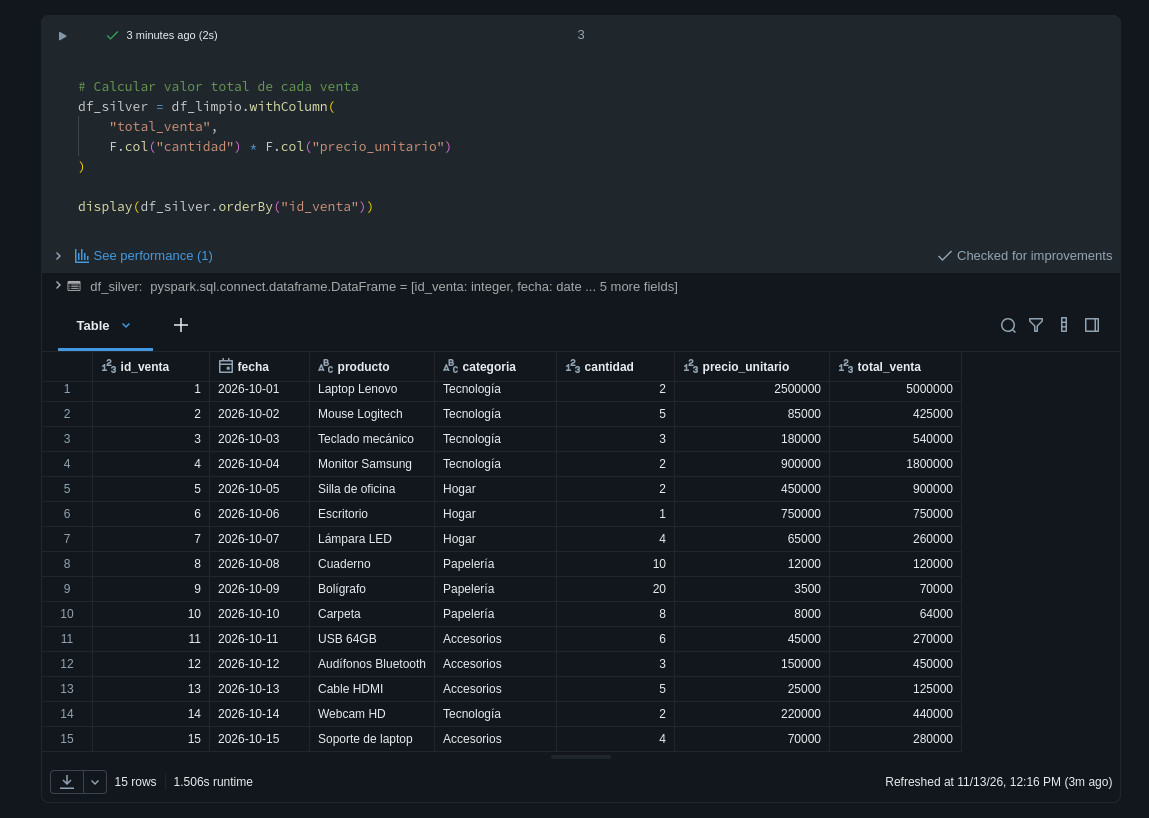 3 minutes ago (2s)
3
# Calcular valor total de cada venta
df_silver = df_limpio.withColumn(
    "total_venta",
    F.col("cantidad") * F.col("precio_unitario")
)
display(df_silver.orderBy("id_venta"))
See performance (1)
Checked for improvements
df_silver: pyspark.sql.connect.dataframe.DataFrame = [id_venta: integer, fecha: date ... 5 more fields]
Table
id_venta fecha producto categoria cantidad precio_unitario total_venta
1 1 2026-10-01 Laptop Lenovo Tecnología 2 2500000 5000000
2 2 2026-10-02 Mouse Logitech Tecnología 5 85000 425000
3 3 2026-10-03 Teclado mecánico Tecnología 3 180000 540000
4 4 2026-10-04 Monitor Samsung Tecnología 2 900000 1800000
5 5 2026-10-05 Silla de oficina Hogar 2 450000 900000
6 6 2026-10-06 Escritorio Hogar 1 750000 750000
7 7 2026-10-07 Lámpara LED Hogar 4 65000 260000
8 8 2026-10-08 Cuaderno Papelería 10 12000 120000
9 9 2026-10-09 Bolígrafo Papelería 20 3500 70000
10 10 2026-10-10 Carpeta Papelería 8 8000 64000
11 11 2026-10-11 USB 64GB Accesorios 6 45000 270000
12 12 2026-10-12 Audífonos Bluetooth Accesorios 3 150000 450000
13 13 2026-10-13 Cable HDMI Accesorios 5 25000 125000
14 14 2026-10-14 Webcam HD Tecnología 2 220000 440000
15 15 2026-10-15 Soporte de laptop Accesorios 4 70000 280000
15 rows
1.506s runtime
Refreshed at 11/13/26, 12:16 PM (3m ago)